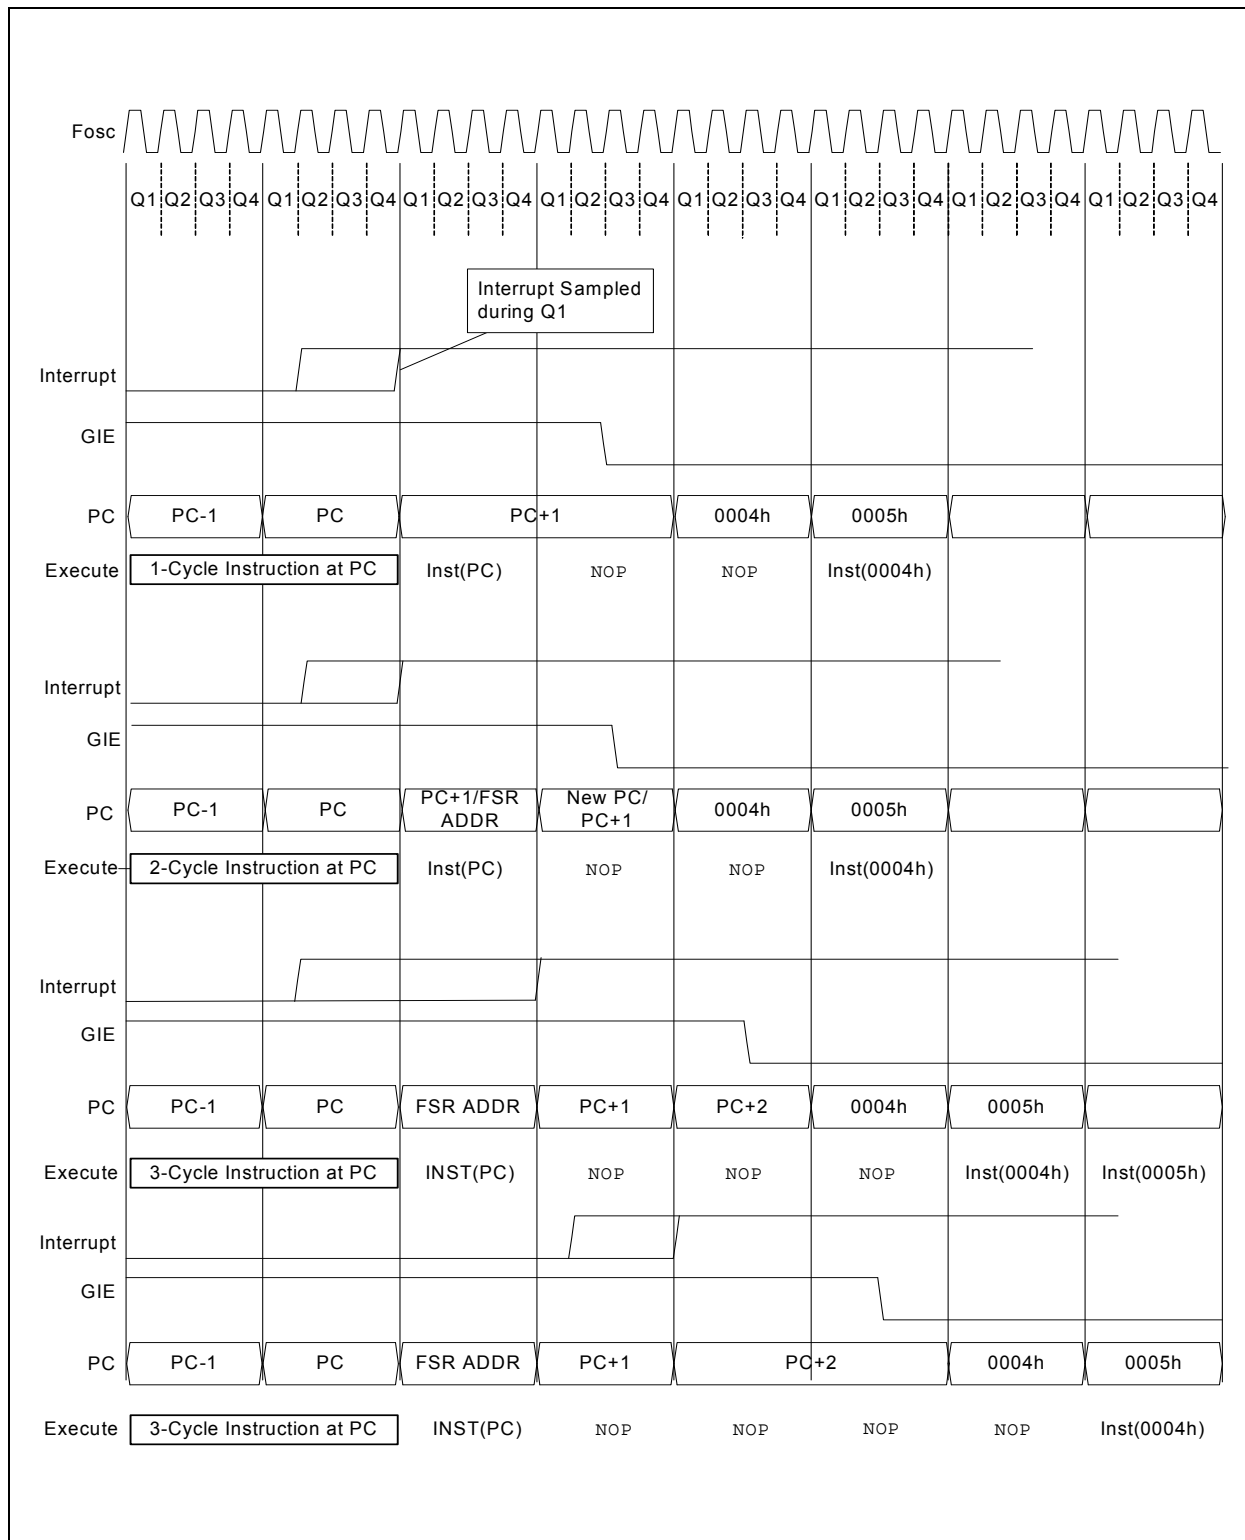 Fosc
Q1 Q2 Q3 Q4 Q1 Q2 Q3 Q4 Q1 Q2 Q3 Q4 Q1 Q2 Q3 Q4 Q1 Q2 Q3 Q4 Q1 Q2 Q3 Q4 Q1 Q2 Q3 Q4 Q1 Q2 Q3 Q4
Interrupt Sampled
during Q1
Interrupt
GIE
PC PC-1 PC PC+1 0004h 0005h
Execute 1-Cycle Instruction at PC Inst(PC) NOP NOP Inst(0004h)
Interrupt
GIE
PC PC-1 PC PC+1/FSR ADDR New PC/ PC+1 0004h 0005h
Execute 2-Cycle Instruction at PC Inst(PC) NOP NOP Inst(0004h)
Interrupt
GIE
PC PC-1 PC FSR ADDR PC+1 PC+2 0004h 0005h
Execute 3-Cycle Instruction at PC INST(PC) NOP NOP NOP Inst(0004h) Inst(0005h)
Interrupt
GIE
PC PC-1 PC FSR ADDR PC+1 PC+2 0004h 0005h
Execute 3-Cycle Instruction at PC INST(PC) NOP NOP NOP NOP Inst(0004h)